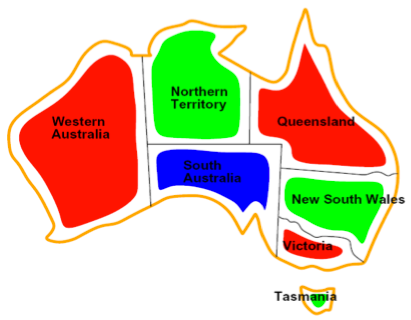 Northern
Territory
Western
Australia
Queensland
South
Australia
New South Wales
Victoria
Tasmania